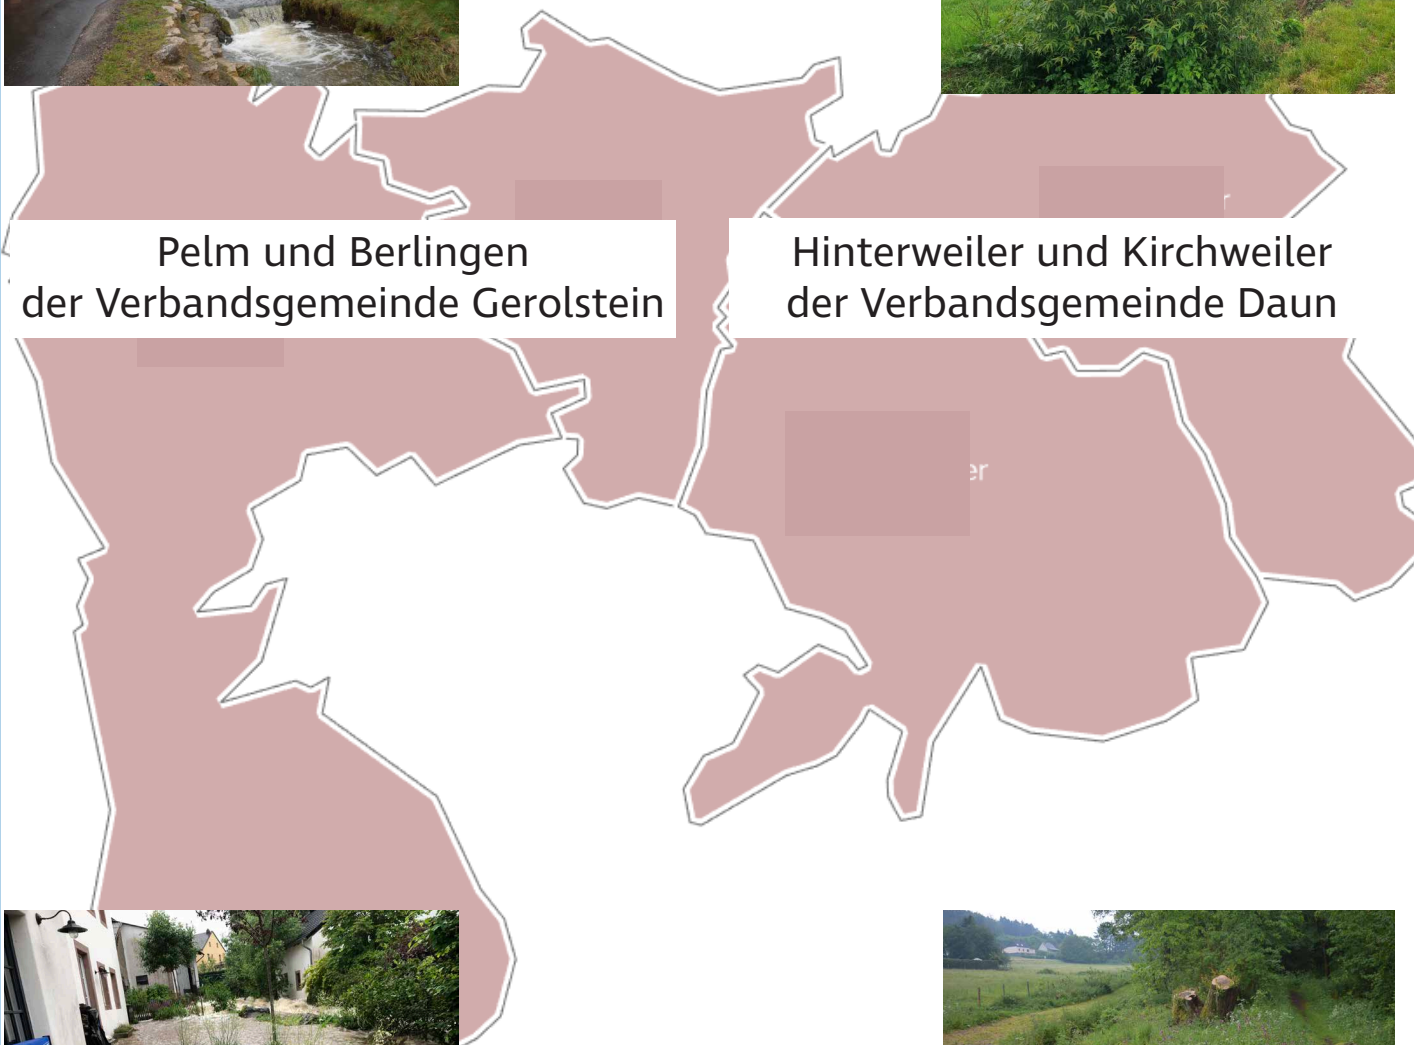 Pelm und Berlingen
der Verbandsgemeinde Gerolstein
Hinterweiler und Kirchweiler
der Verbandsgemeinde Daun